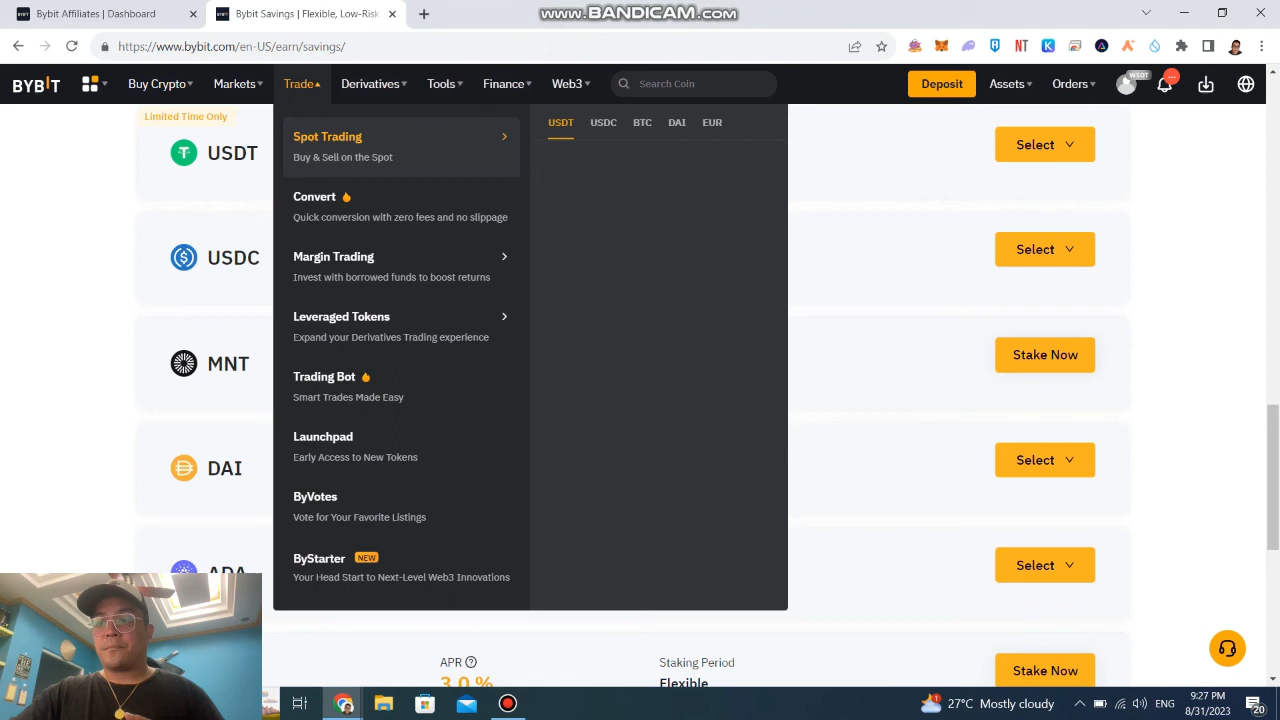 Bybit Affiliates | Dashboard
Bybit Savings, Low-Risk
www.BANDICAM.com
https://www.bybit.com/en-US/earn/savings/
BYBIT
Buy Crypto
Markets
Trade
Derivatives
Tools
Finance
Web3
Search Coin
Deposit
Assets
WSOT
Orders
Limited Time Only
USDT
Select
USDC
Select
MNT
Stake Now
DAI
Select
ADA
Select
Spot Trading
Buy & Sell on the Spot
Convert
Quick conversion with zero fees and no slippage
Margin Trading
Invest with borrowed funds to boost returns
Leveraged Tokens
Expand your Derivatives Trading experience
Trading Bot
Smart Trades Made Easy
Launchpad
Early Access to New Tokens
ByVotes
Vote for Your Favorite Listings
ByStarter NEW
Your Head Start to Next-Level Web3 Innovations
USDT USDC BTC DAI EUR
APR
3.0 %
Staking Period
Flexible
Stake Now
27°C Mostly cloudy
ENG
9:27 PM
8/31/2023
20